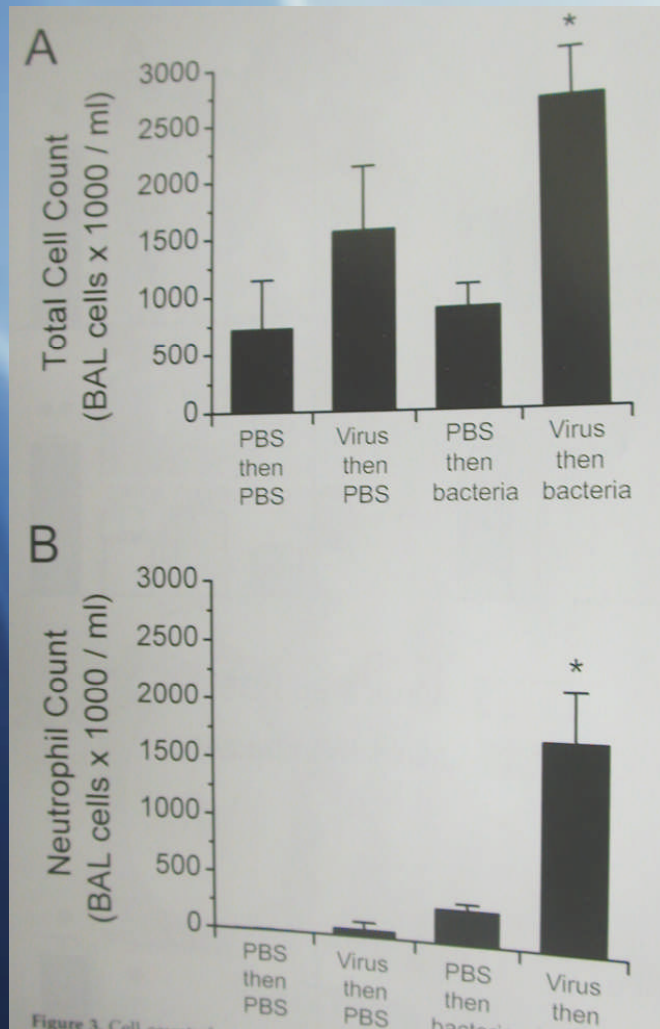 A
Total Cell Count
(BAL cells x 1000 / ml)
3000
2500
2000
1500
1000
500
0
*
PBS
then
PBS
Virus
then
PBS
PBS
then
bacteria
Virus
then
bacteria
B
Neutrophil Count
(BAL cells x 1000 / ml)
3000
2500
2000
1500
1000
500
0
*
PBS
then
PBS
Virus
then
PBS
PBS
then
Virus
then
Figure 3. Cell